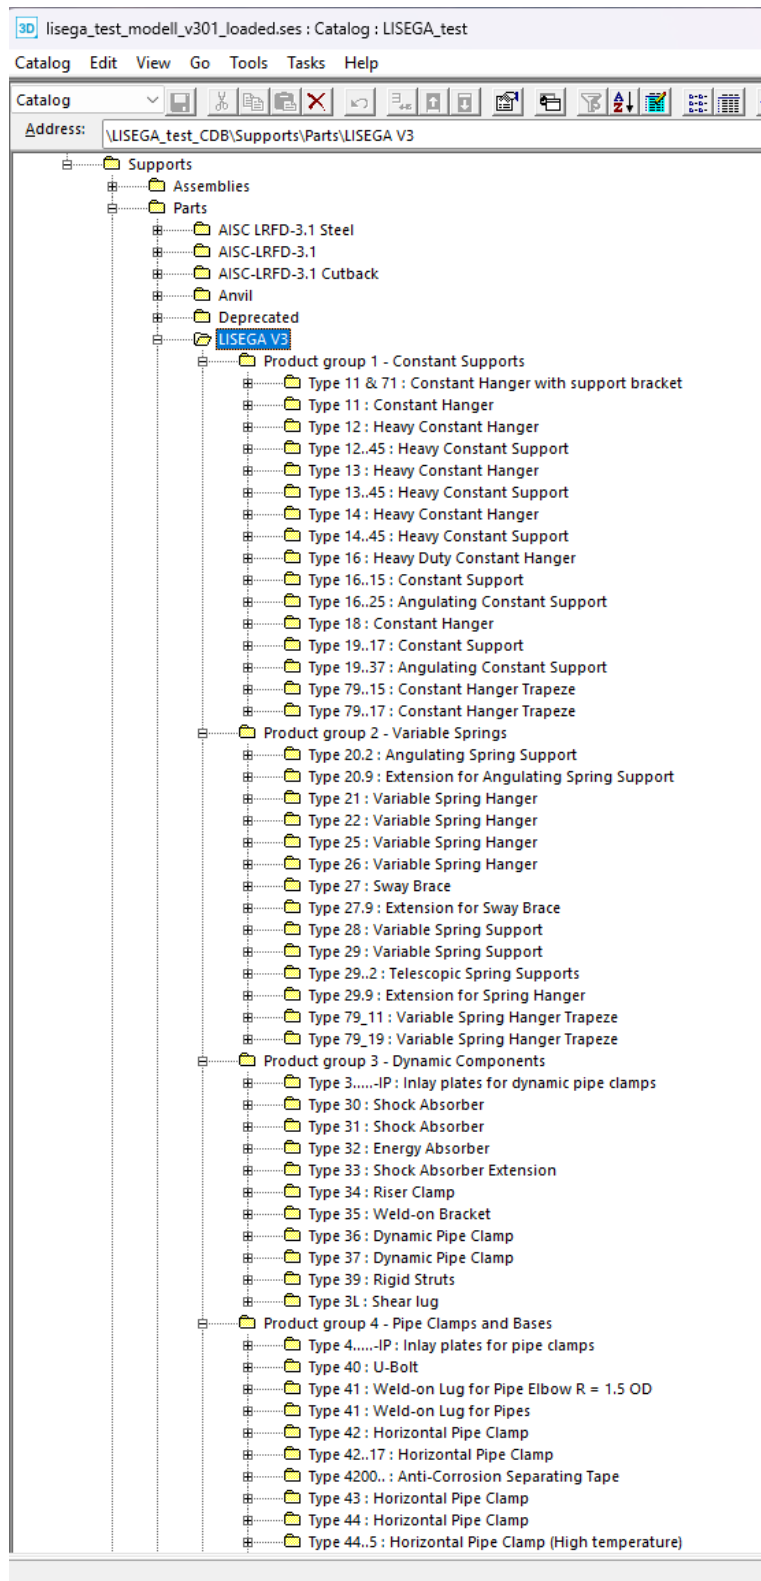 3D lisega_test_modell_v301_loaded.ses : Catalog : LISEGA_test
Catalog Edit View Go Tools Tasks Help
Catalog
Address: \LISEGA_test_CDB\Supports\Parts\LISEGA V3
Supports
Assemblies
Parts
AISC LRFD-3.1 Steel
AISC-LRFD-3.1
AISC-LRFD-3.1 Cutback
Anvil
Deprecated
LISEGA V3
Product group 1 - Constant Supports
Type 11 & 71 : Constant Hanger with support bracket
Type 11 : Constant Hanger
Type 12 : Heavy Constant Hanger
Type 12..45 : Heavy Constant Support
Type 13 : Heavy Constant Hanger
Type 13..45 : Heavy Constant Support
Type 14 : Heavy Constant Hanger
Type 14..45 : Heavy Constant Support
Type 16 : Heavy Duty Constant Hanger
Type 16..15 : Constant Support
Type 16..25 : Angulating Constant Support
Type 18 : Constant Hanger
Type 19..17 : Constant Support
Type 19..37 : Angulating Constant Support
Type 79..15 : Constant Hanger Trapeze
Type 79..17 : Constant Hanger Trapeze
Product group 2 - Variable Springs
Type 20.2 : Angulating Spring Support
Type 20.9 : Extension for Angulating Spring Support
Type 21 : Variable Spring Hanger
Type 22 : Variable Spring Hanger
Type 25 : Variable Spring Hanger
Type 26 : Variable Spring Hanger
Type 27 : Sway Brace
Type 27.9 : Extension for Sway Brace
Type 28 : Variable Spring Support
Type 29 : Variable Spring Support
Type 29..2 : Telescopic Spring Supports
Type 29.9 : Extension for Spring Hanger
Type 79_11 : Variable Spring Hanger Trapeze
Type 79_19 : Variable Spring Hanger Trapeze
Product group 3 - Dynamic Components
Type 3.....-IP : Inlay plates for dynamic pipe clamps
Type 30 : Shock Absorber
Type 31 : Shock Absorber
Type 32 : Energy Absorber
Type 33 : Shock Absorber Extension
Type 34 : Riser Clamp
Type 35 : Weld-on Bracket
Type 36 : Dynamic Pipe Clamp
Type 37 : Dynamic Pipe Clamp
Type 39 : Rigid Struts
Type 3L : Shear lug
Product group 4 - Pipe Clamps and Bases
Type 4.....-IP : Inlay plates for pipe clamps
Type 40 : U-Bolt
Type 41 : Weld-on Lug for Pipe Elbow R = 1.5 OD
Type 41 : Weld-on Lug for Pipes
Type 42 : Horizontal Pipe Clamp
Type 42..17 : Horizontal Pipe Clamp
Type 4200.. : Anti-Corrosion Separating Tape
Type 43 : Horizontal Pipe Clamp
Type 44 : Horizontal Pipe Clamp
Type 44..5 : Horizontal Pipe Clamp (High temperature)